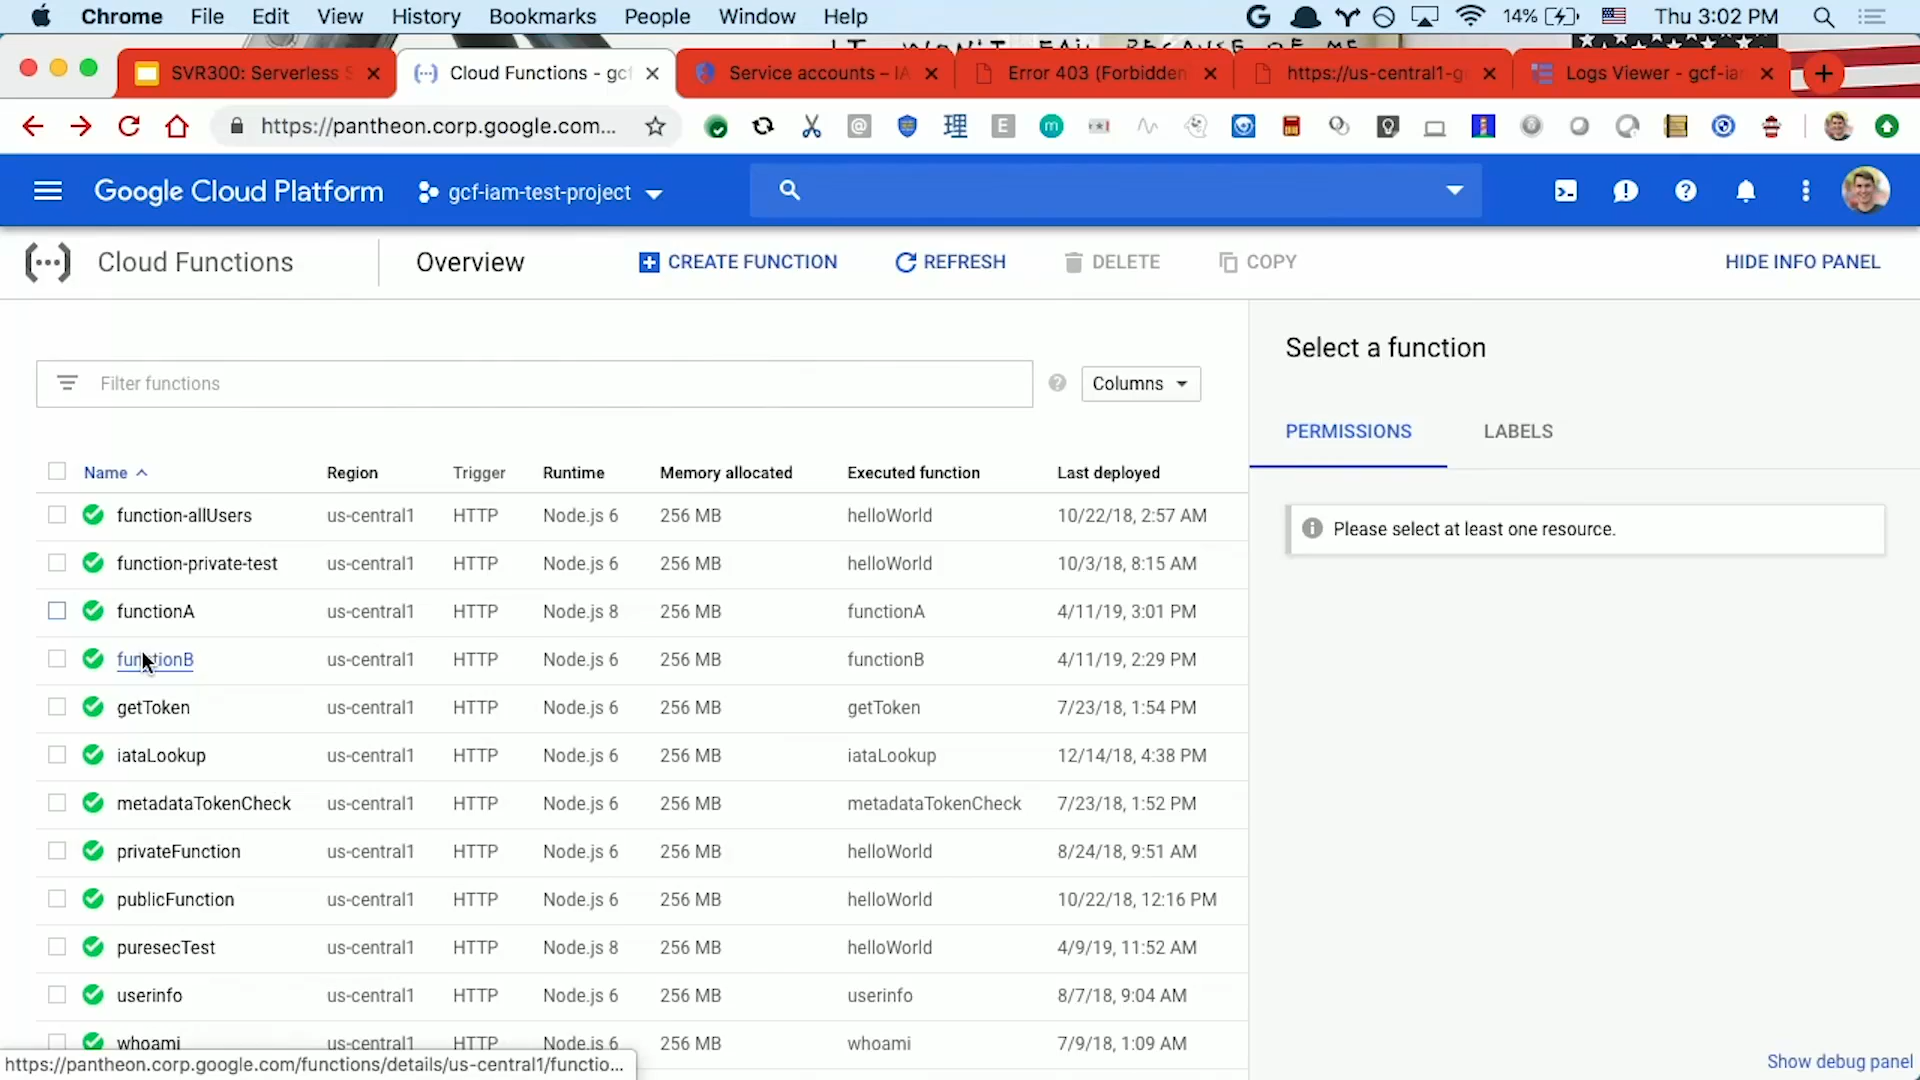 Chrome File Edit View History Bookmarks People Window Help 14% Thu 3:02 PM
IT WON'T FAIL BECAUSE OF ME
SVR300: Serverless S Cloud Functions - gcf Service accounts – IA Error 403 (Forbidden https://us-central1-g Logs Viewer - gcf-ia
https://pantheon.corp.google.com...
Google Cloud Platform gcf-iam-test-project
Cloud Functions Overview CREATE FUNCTION REFRESH DELETE COPY HIDE INFO PANEL
Select a function
Filter functions Columns
PERMISSIONS LABELS
Name Region Trigger Runtime Memory allocated Executed function Last deployed
function-allUsers us-central1 HTTP Node.js 6 256 MB helloWorld 10/22/18, 2:57 AM
Please select at least one resource.
function-private-test us-central1 HTTP Node.js 6 256 MB helloWorld 10/3/18, 8:15 AM
functionA us-central1 HTTP Node.js 8 256 MB functionA 4/11/19, 3:01 PM
functionB us-central1 HTTP Node.js 6 256 MB functionB 4/11/19, 2:29 PM
getToken us-central1 HTTP Node.js 6 256 MB getToken 7/23/18, 1:54 PM
iataLookup us-central1 HTTP Node.js 6 256 MB iataLookup 12/14/18, 4:38 PM
metadataTokenCheck us-central1 HTTP Node.js 6 256 MB metadataTokenCheck 7/23/18, 1:52 PM
privateFunction us-central1 HTTP Node.js 6 256 MB helloWorld 8/24/18, 9:51 AM
publicFunction us-central1 HTTP Node.js 6 256 MB helloWorld 10/22/18, 12:16 PM
puresecTest us-central1 HTTP Node.js 8 256 MB helloWorld 4/9/19, 11:52 AM
userinfo us-central1 HTTP Node.js 6 256 MB userinfo 8/7/18, 9:04 AM
whoami us-central1 HTTP Node.js 6 256 MB whoami 7/9/18, 1:09 AM
https://pantheon.corp.google.com/functions/details/us-central1/functio...
Show debug panel